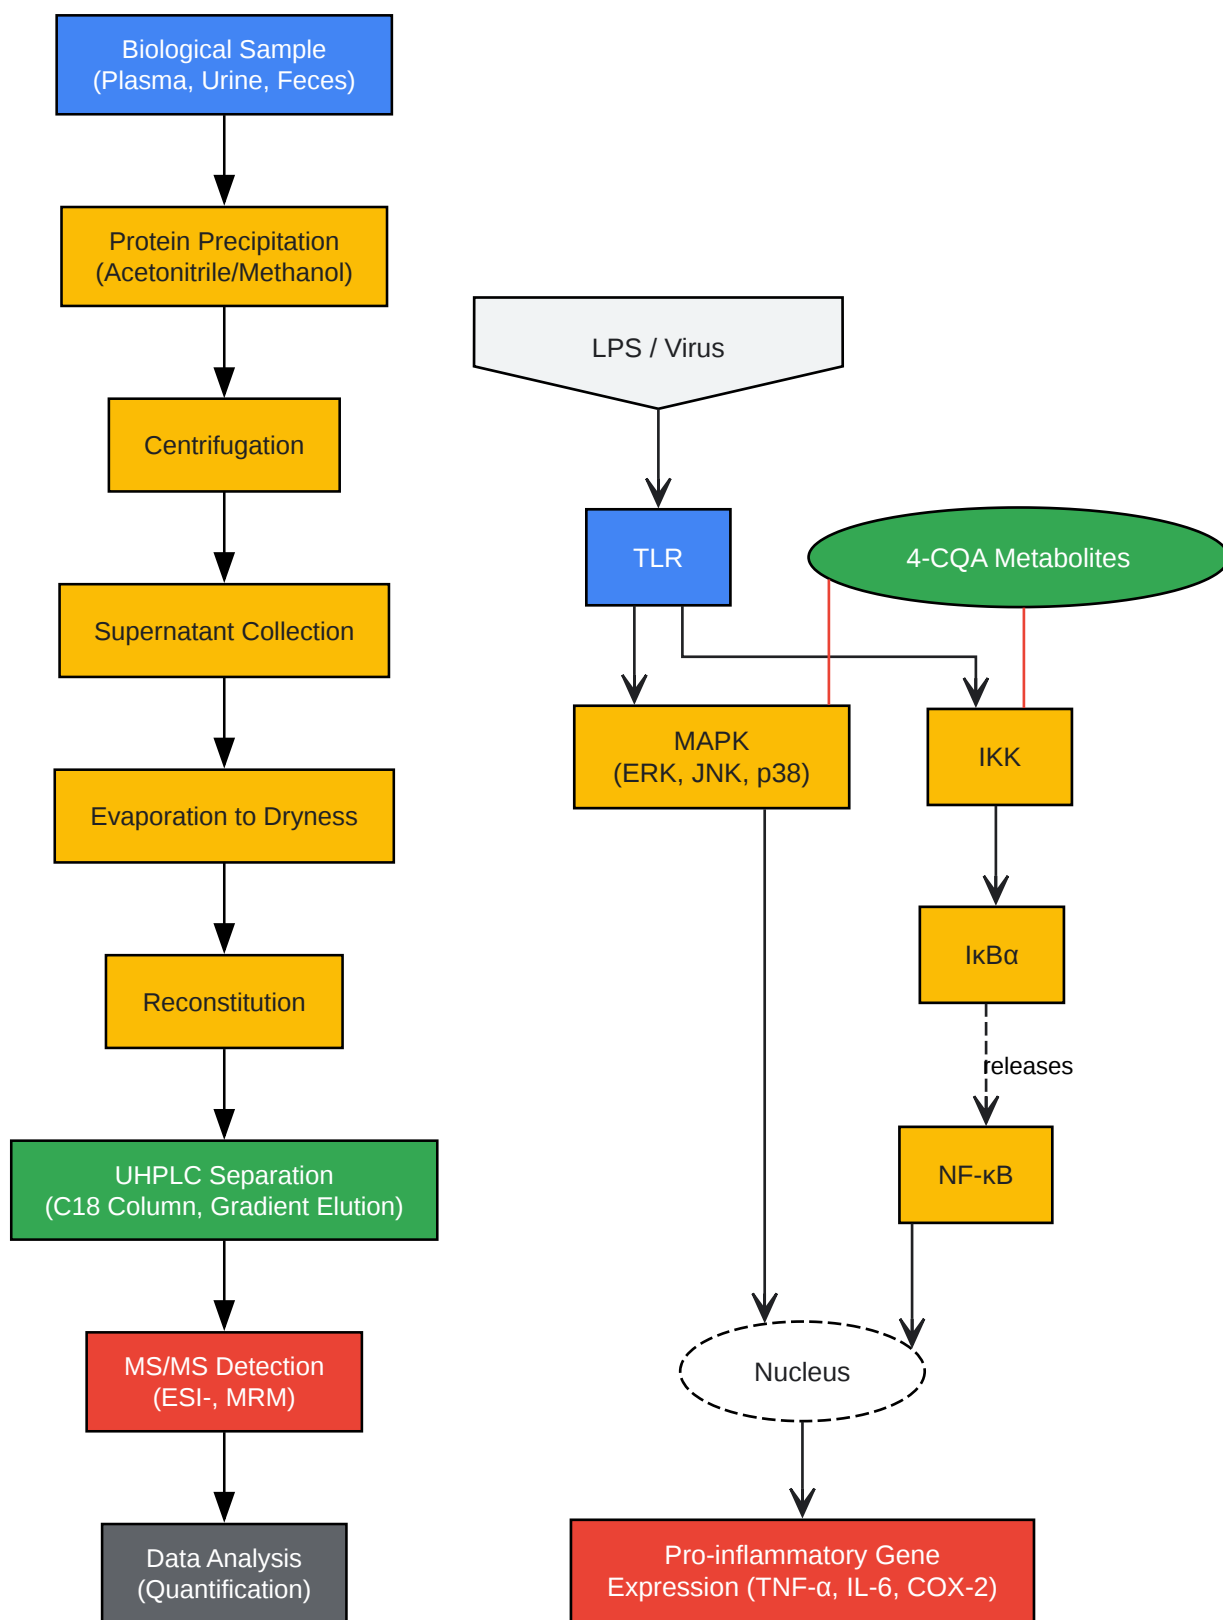 Biological Sample
(Plasma, Urine, Feces)
Protein Precipitation
(Acetonitrile/Methanol)
Centrifugation
Supernatant Collection
Evaporation to Dryness
Reconstitution
UHPLC Separation
(C18 Column, Gradient Elution)
MS/MS Detection
(ESI-, MRM)
Data Analysis
(Quantification)
LPS / Virus
TLR
4-CQA Metabolites
MAPK
(ERK, JNK, p38)
IKK
IκBα
releases
NF-κB
Nucleus
Pro-inflammatory Gene
Expression (TNF-α, IL-6, COX-2)